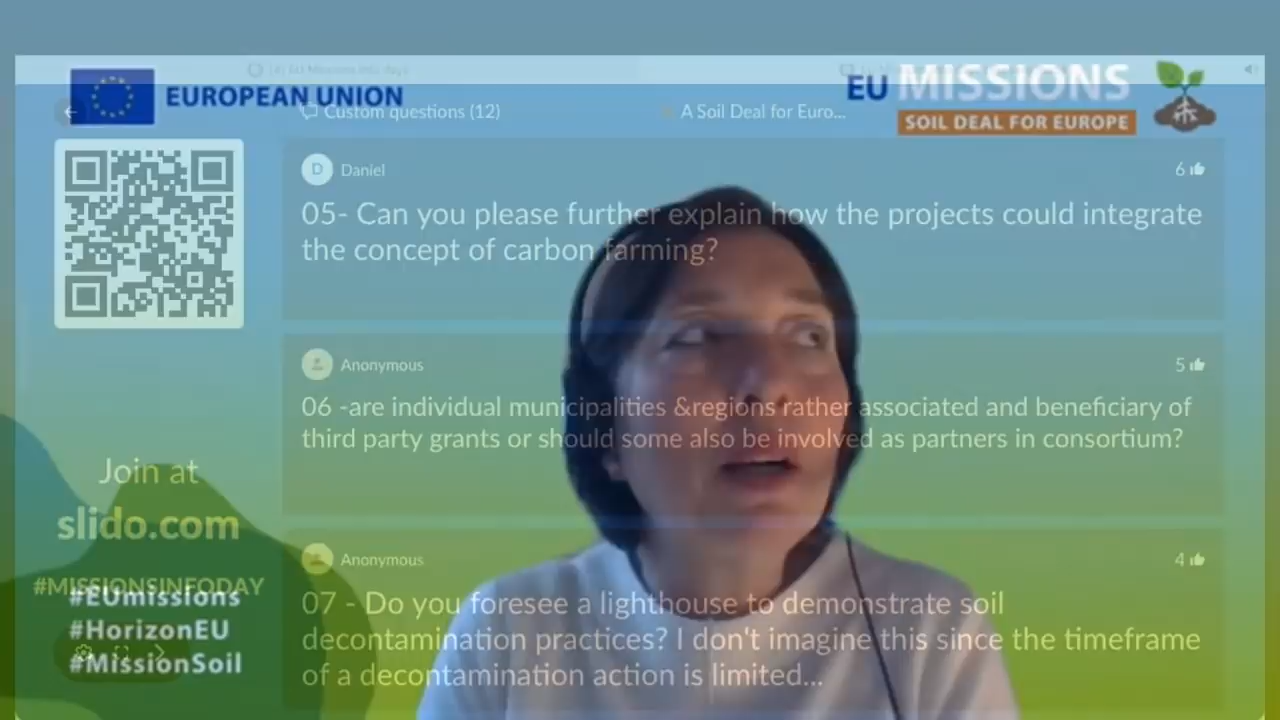 EUROPEAN UNION
EU MISSIONS
SOIL DEAL FOR EUROPE
Custom questions (12)
A Soil Deal for Euro...
D Daniel
6
05- Can you please further explain how the projects could integrate
the concept of carbon farming?
Anonymous
5
06 -are individual municipalities &regions rather associated and beneficiary of
third party grants or should some also be involved as partners in consortium?
Anonymous
4
07 - Do you foresee a lighthouse to demonstrate soil
decontamination practices? I don't imagine this since the timeframe
of a decontamination action is limited...
Join at
slido.com
#MISSIONSINFODAY
#EUmissions
#HorizonEU
#MissionSoil